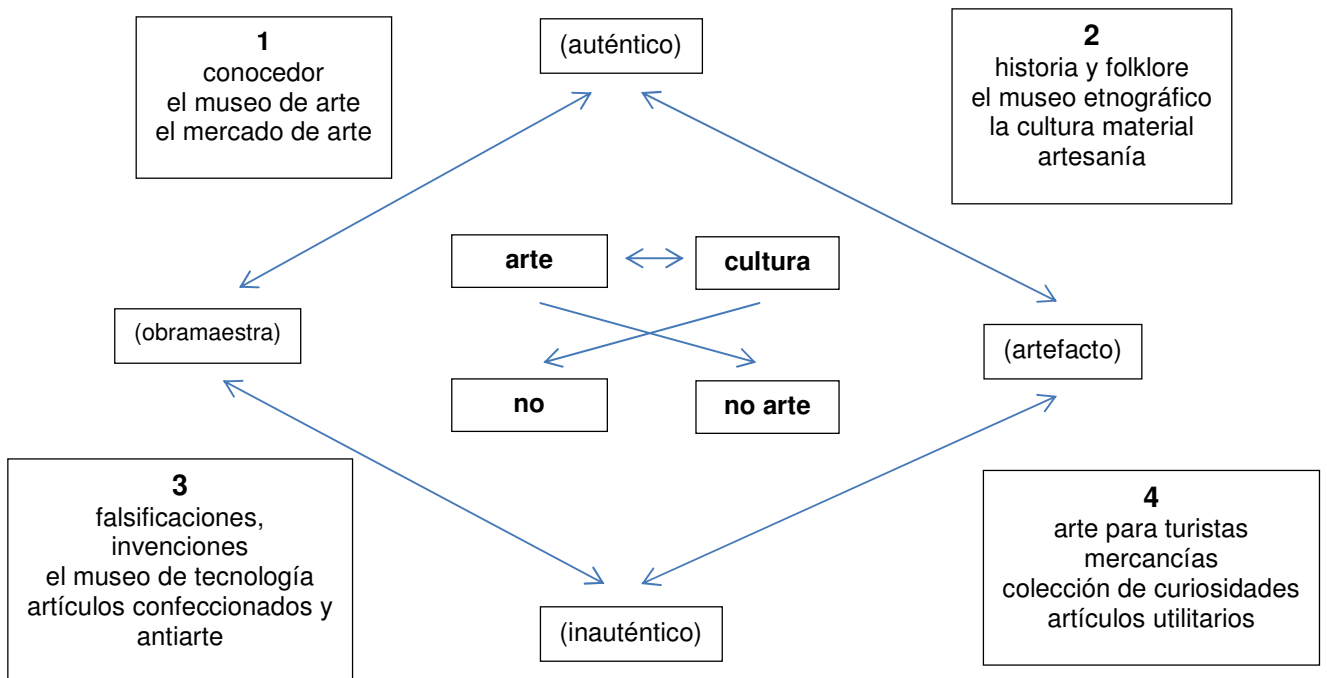 1
conocedor
el museo de arte
el mercado de arte
(auténtico)
2
historia y folklore
el museo etnográfico
la cultura material
artesanía
arte
cultura
(obramaestra)
(artefacto)
no
no arte
3
falsificaciones,
invenciones
el museo de tecnología
artículos confeccionados y
antiarte
(inauténtico)
4
arte para turistas
mercancías
colección de curiosidades
artículos utilitarios